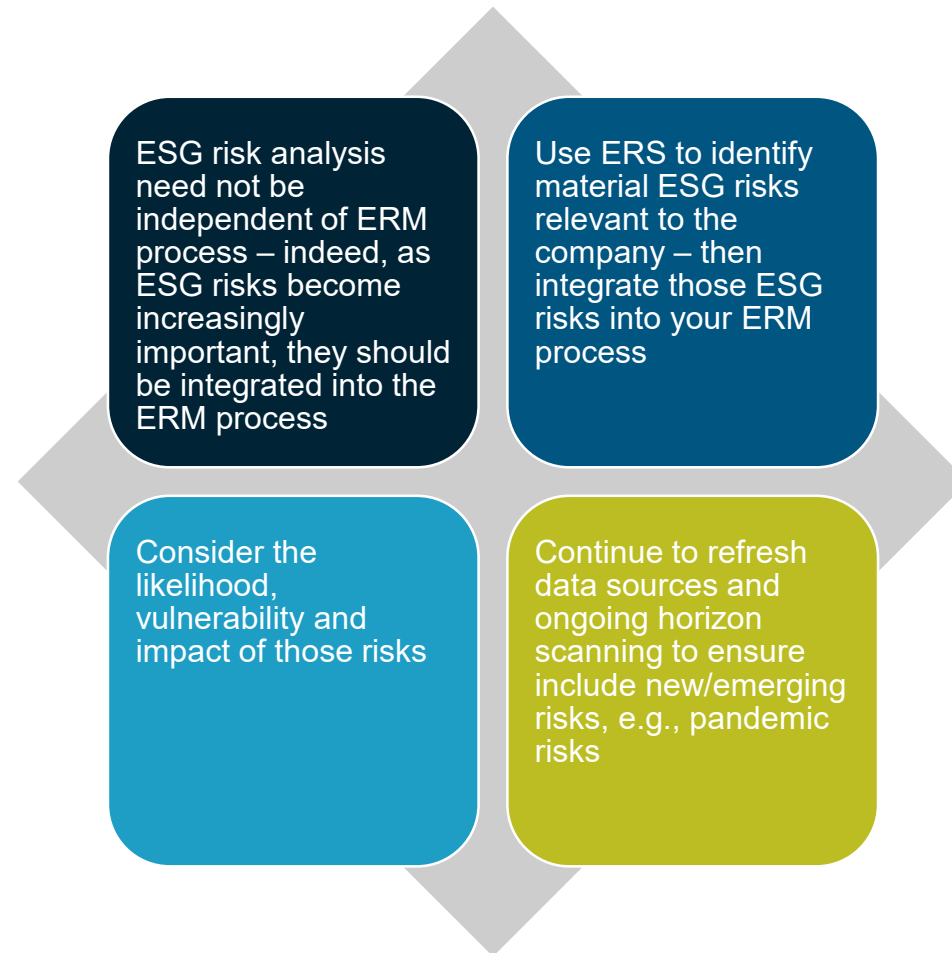 ESG risk analysis
need not be
independent of ERM
process – indeed, as
ESG risks become
increasingly
important, they should
be integrated into the
ERM process
Use ERS to identify
material ESG risks
relevant to the
company – then
integrate those ESG
risks into your ERM
process
Consider the
likelihood,
vulnerability and
impact of those risks
Continue to refresh
data sources and
ongoing horizon
scanning to ensure
include new/emerging
risks, e.g., pandemic
risks